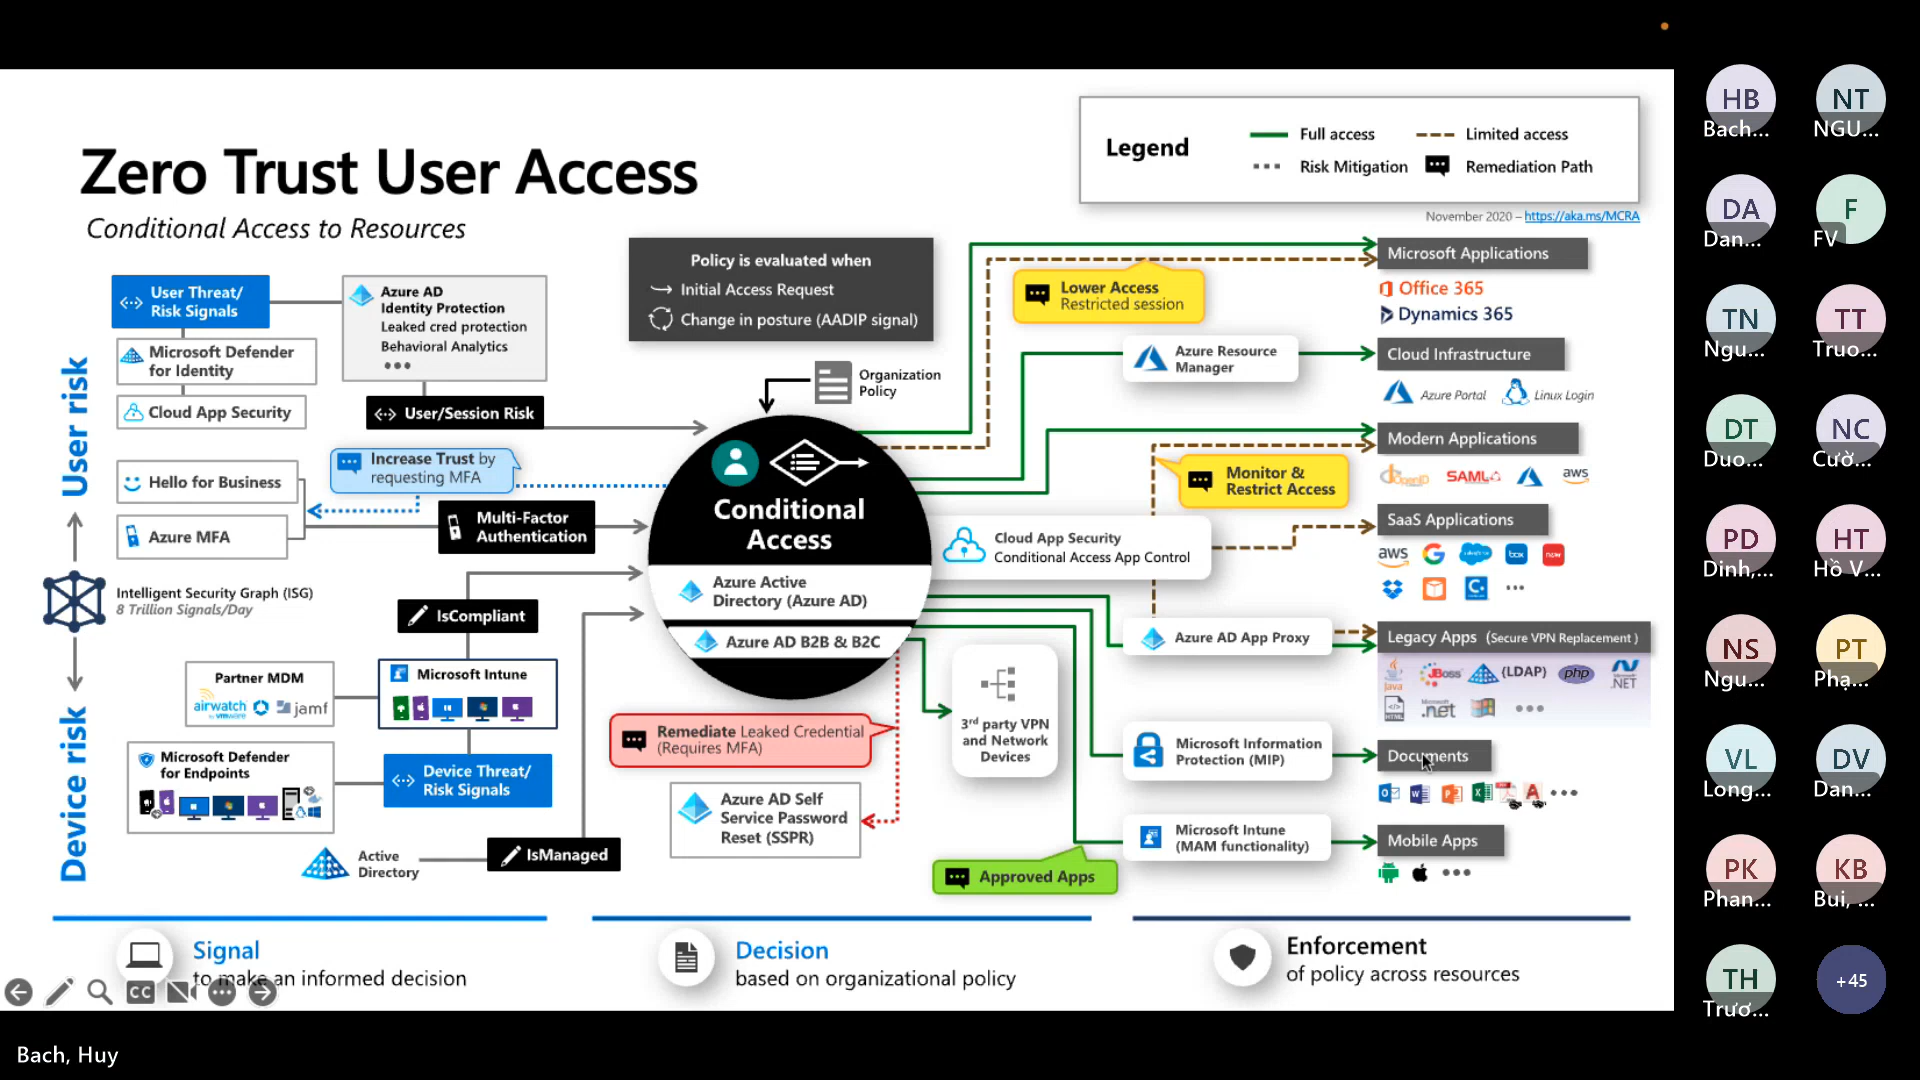 Zero Trust User Access
Conditional Access to Resources
Legend
Full access
Limited access
Risk Mitigation
Remediation Path
November 2020 – https://aka.ms/MCRA
User risk
Device risk
User Threat/
Risk Signals
Microsoft Defender
for Identity
Cloud App Security
Azure AD
Identity Protection
Leaked cred protection
Behavioral Analytics
User/Session Risk
Increase Trust by
requesting MFA
Hello for Business
Azure MFA
Multi-Factor
Authentication
Intelligent Security Graph (ISG)
8 Trillion Signals/Day
IsCompliant
Partner MDM
airwatch
by vmware
jamf
Microsoft Intune
Microsoft Defender
for Endpoints
Device Threat/
Risk Signals
Active
Directory
IsManaged
Policy is evaluated when
Initial Access Request
Change in posture (AADIP signal)
Organization
Policy
Conditional
Access
Azure Active
Directory (Azure AD)
Azure AD B2B & B2C
Remediate Leaked Credential
(Requires MFA)
Azure AD Self
Service Password
Reset (SSPR)
3rd party VPN
and Network
Devices
Approved Apps
Lower Access
Restricted session
Azure Resource
Manager
Monitor &
Restrict Access
Cloud App Security
Conditional Access App Control
Azure AD App Proxy
Microsoft Information
Protection (MIP)
Microsoft Intune
(MAM functionality)
Microsoft Applications
Office 365
Dynamics 365
Cloud Infrastructure
Azure Portal
Linux Login
Modern Applications
OpenID
SAML
aws
SaaS Applications
aws
box
Legacy Apps (Secure VPN Replacement )
Java
JBoss
(LDAP)
php
.NET
HTML
Microsoft
.net
Documents
Mobile Apps
Signal
to make an informed decision
Decision
based on organizational policy
Enforcement
of policy across resources
CC
Bach, Huy
HB
Bach...
NT
NGU...
DA
Dan...
F
FV
TN
Ngu...
TT
Truo...
DT
Duo...
NC
Cườ...
PD
Dinh,...
HT
Hồ V...
NS
Ngu...
PT
Phạ...
VL
Long...
DV
Dan...
PK
Phan...
KB
Bui, ...
TH
Trươ...
+45